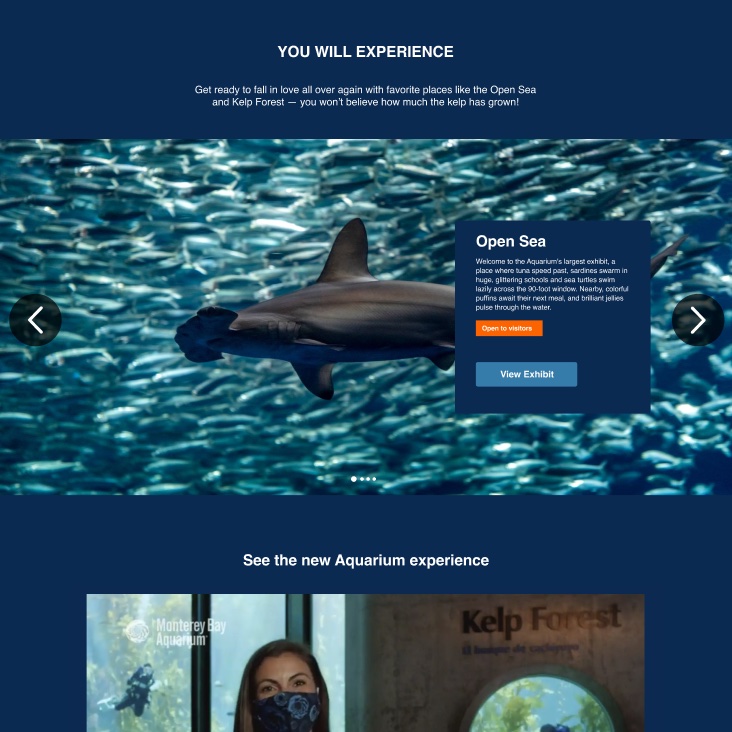 YOU WILL EXPERIENCE
Get ready to fall in love all over again with favorite places like the Open Sea
and Kelp Forest — you won't believe how much the kelp has grown!
Open Sea
Welcome to the Aquarium's largest exhibit, a
place where tuna speed past, sardines swarm in
huge, glittering schools and sea turtles swim
lazily across the 90-foot window. Nearby, colorful
puffins await their next meal, and brilliant jellies
pulse through the water.
Open to visitors
View Exhibit
See the new Aquarium experience
Monterey Bay
Aquarium
Kelp Forest
El bosque de